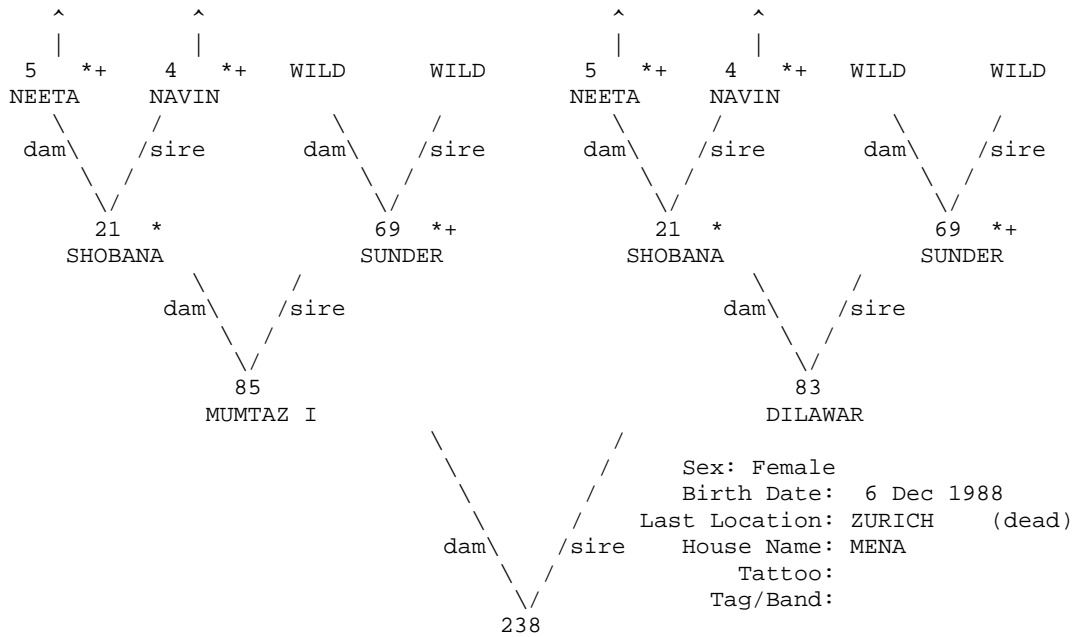 ^ ^ ^ ^
| | | |
5 *+ 4 *+ WILD WILD 5 *+ 4 *+ WILD WILD
NEETA NAVIN NEETA NAVIN
\ / \ / \ / \ /
dam\ /sire dam\ /sire dam\ /sire dam\ /sire
\ / \ / \ / \ /
\/ \/ \/ \/
21 * 69 *+ 21 * 69 *+
SHOBANA SUNDER SHOBANA SUNDER
\ / \ /
dam\ /sire dam\ /sire
\ / \ /
\/ \/
85 83
MUMTAZ I DILAWAR
\ /
\ / Sex: Female
\ / Birth Date: 6 Dec 1988
\ / Last Location: ZURICH (dead)
dam\ /sire House Name: MENA
\ / Tattoo:
\/ Tag/Band:
238